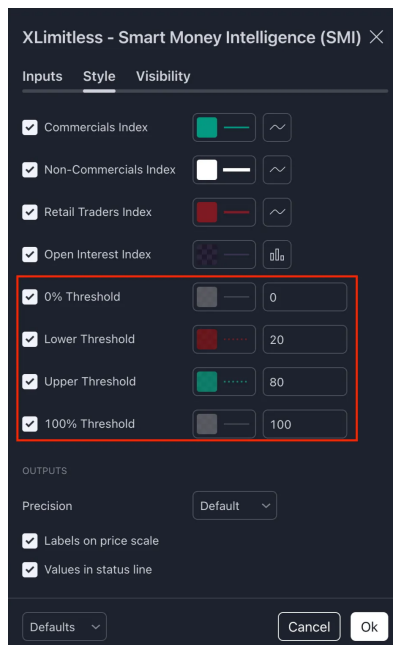 XLimitless - Smart Money Intelligence (SMI)
Inputs Style Visibility
Commercials Index
Non-Commercials Index
Retail Traders Index
Open Interest Index
0% Threshold 0
Lower Threshold 20
Upper Threshold 80
100% Threshold 100
OUTPUTS
Precision Default
Labels on price scale
Values in status line
Defaults Cancel Ok